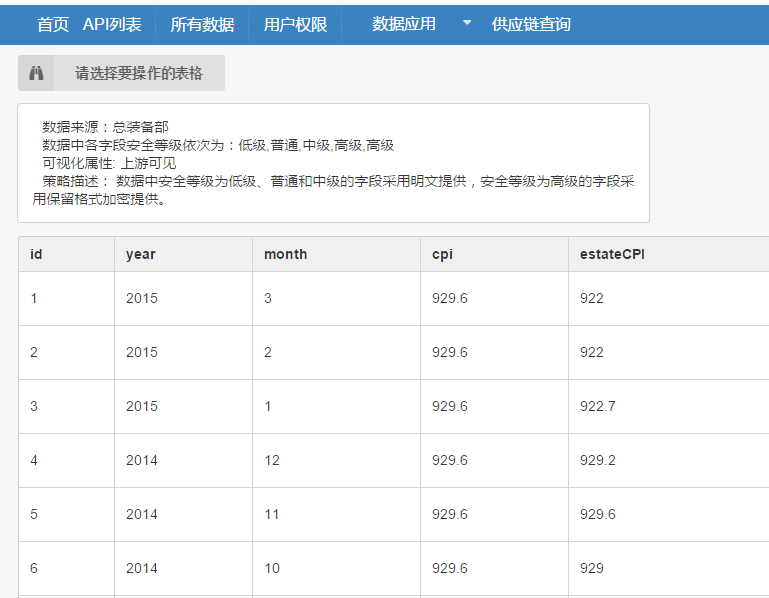 首页 API列表 所有数据 用户权限 数据应用 供应链查询
请选择要操作的表格
数据来源：总装备部
数据中各字段安全等级依次为：低级,普通,中级,高级,高级
可视化属性: 上游可见
策略描述： 数据中安全等级为低级、普通和中级的字段采用明文提供，安全等级为高级的字段采
用保留格式加密提供。
id year month cpi estateCPI
1 2015 3 929.6 922
2 2015 2 929.6 922
3 2015 1 929.6 922.7
4 2014 12 929.6 929.2
5 2014 11 929.6 929.6
6 2014 10 929.6 929